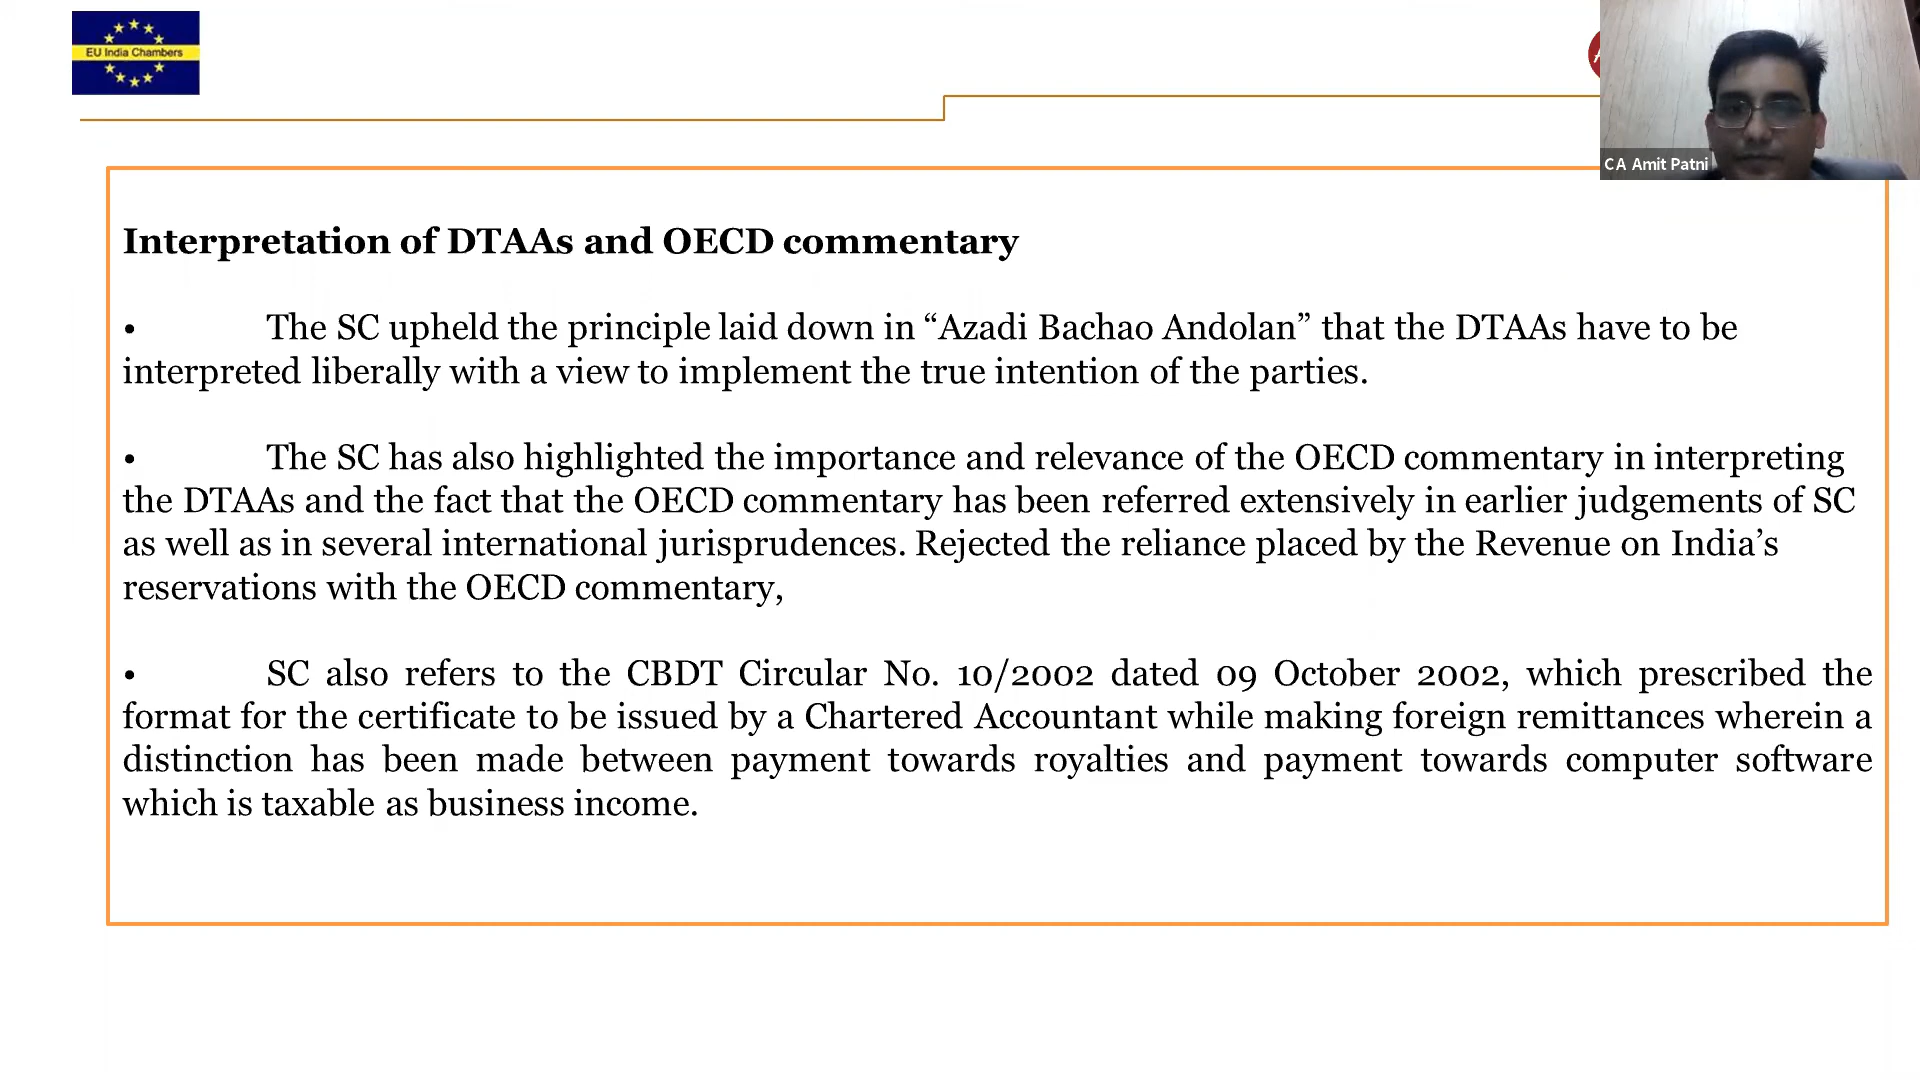 EU India Chambers
CA Amit Patni
Interpretation of DTAAs and OECD commentary
• The SC upheld the principle laid down in “Azadi Bachao Andolan” that the DTAAs have to be
interpreted liberally with a view to implement the true intention of the parties.
• The SC has also highlighted the importance and relevance of the OECD commentary in interpreting
the DTAAs and the fact that the OECD commentary has been referred extensively in earlier judgements of SC
as well as in several international jurisprudences. Rejected the reliance placed by the Revenue on India’s
reservations with the OECD commentary,
• SC also refers to the CBDT Circular No. 10/2002 dated 09 October 2002, which prescribed the
format for the certificate to be issued by a Chartered Accountant while making foreign remittances wherein a
distinction has been made between payment towards royalties and payment towards computer software
which is taxable as business income.